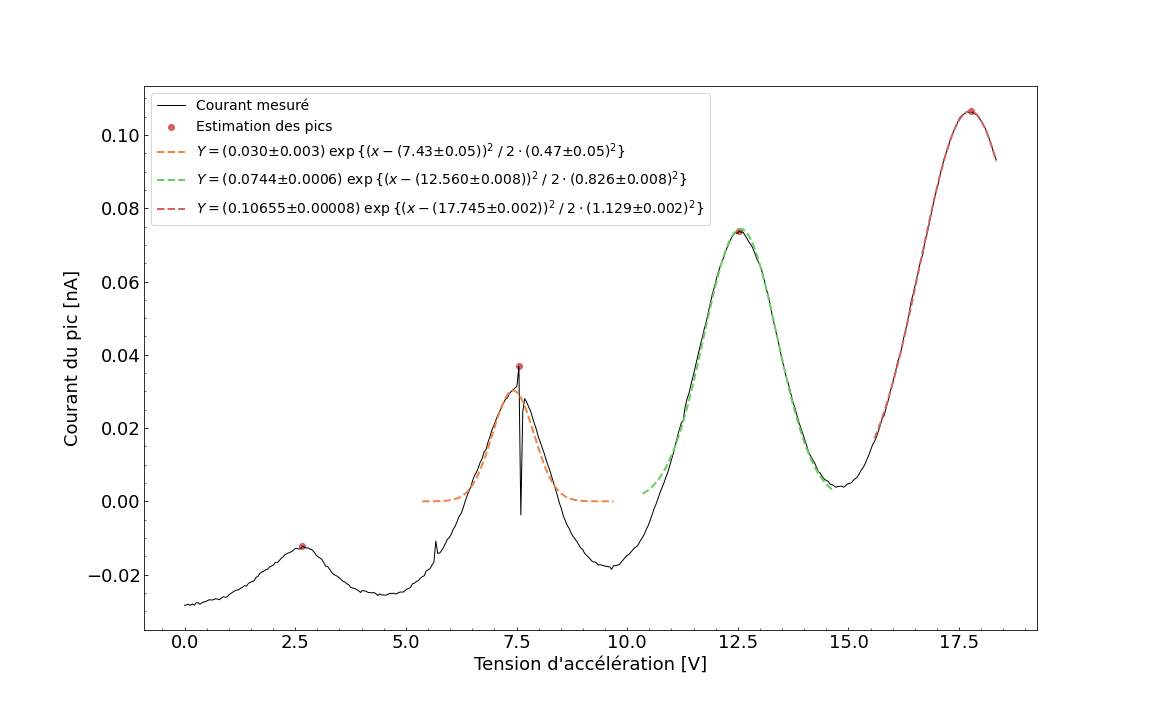 Courant mesuré
Estimation des pics
Y = (0.030±0.003) exp {(x − (7.43±0.05))² / 2 · (0.47±0.05)²}
Y = (0.0744±0.0006) exp {(x − (12.560±0.008))² / 2 · (0.826±0.008)²}
Y = (0.10655±0.00008) exp {(x − (17.745±0.002))² / 2 · (1.129±0.002)²}
Courant du pic [nA]
0.10
0.08
0.06
0.04
0.02
0.00
−0.02
0.0 2.5 5.0 7.5 10.0 12.5 15.0 17.5
Tension d'accélération [V]